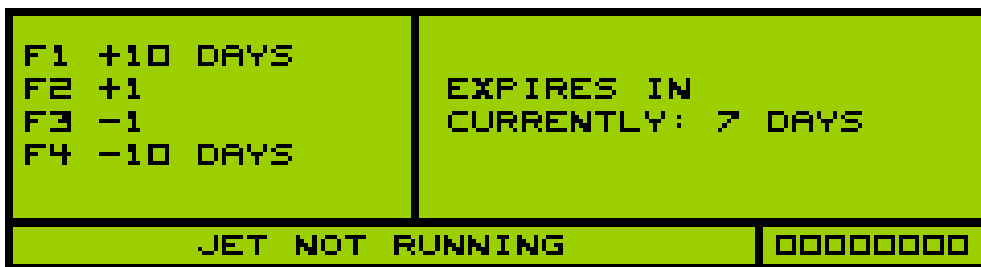 F1 +10 DAYS
F2 +1
F3 -1
F4 -10 DAYS
EXPIRES IN
CURRENTLY: 7 DAYS
JET NOT RUNNING
00000000